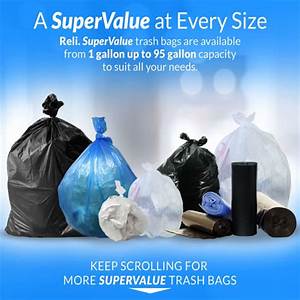 A SuperValue at Every Size
Reli. SuperValue trash bags are available
from 1 gallon up to 95 gallon capacity
to suit all your needs.
KEEP SCROLLING FOR
MORE SUPERVALUE TRASH BAGS